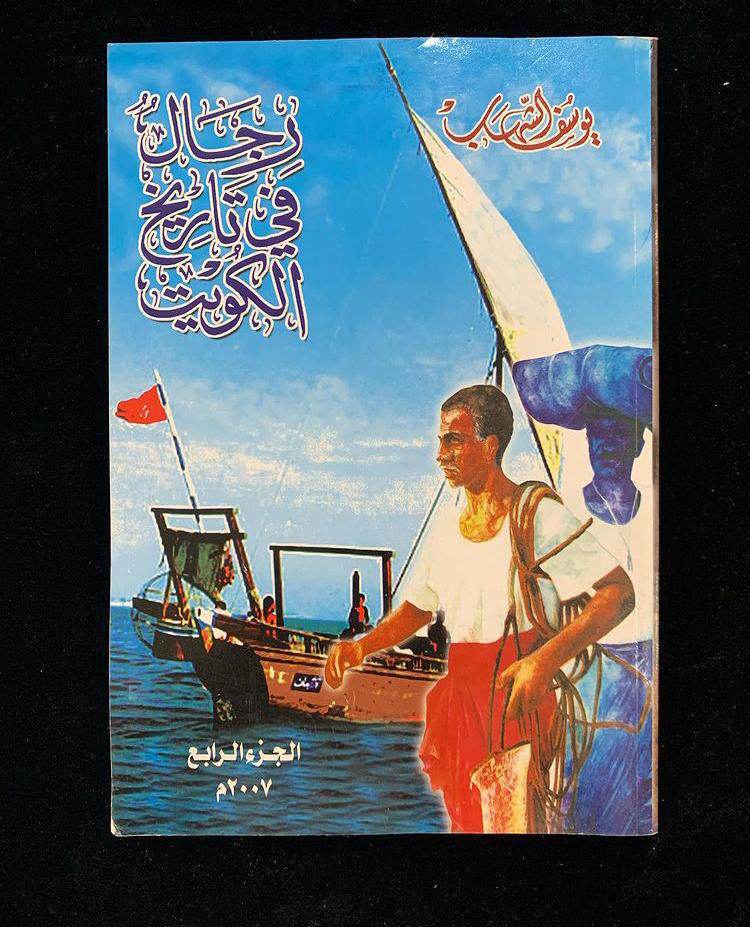 يوسف الشهاب
رجال
في تاريخ
الكويت
الجزء الرابع
٢٠٠٧م